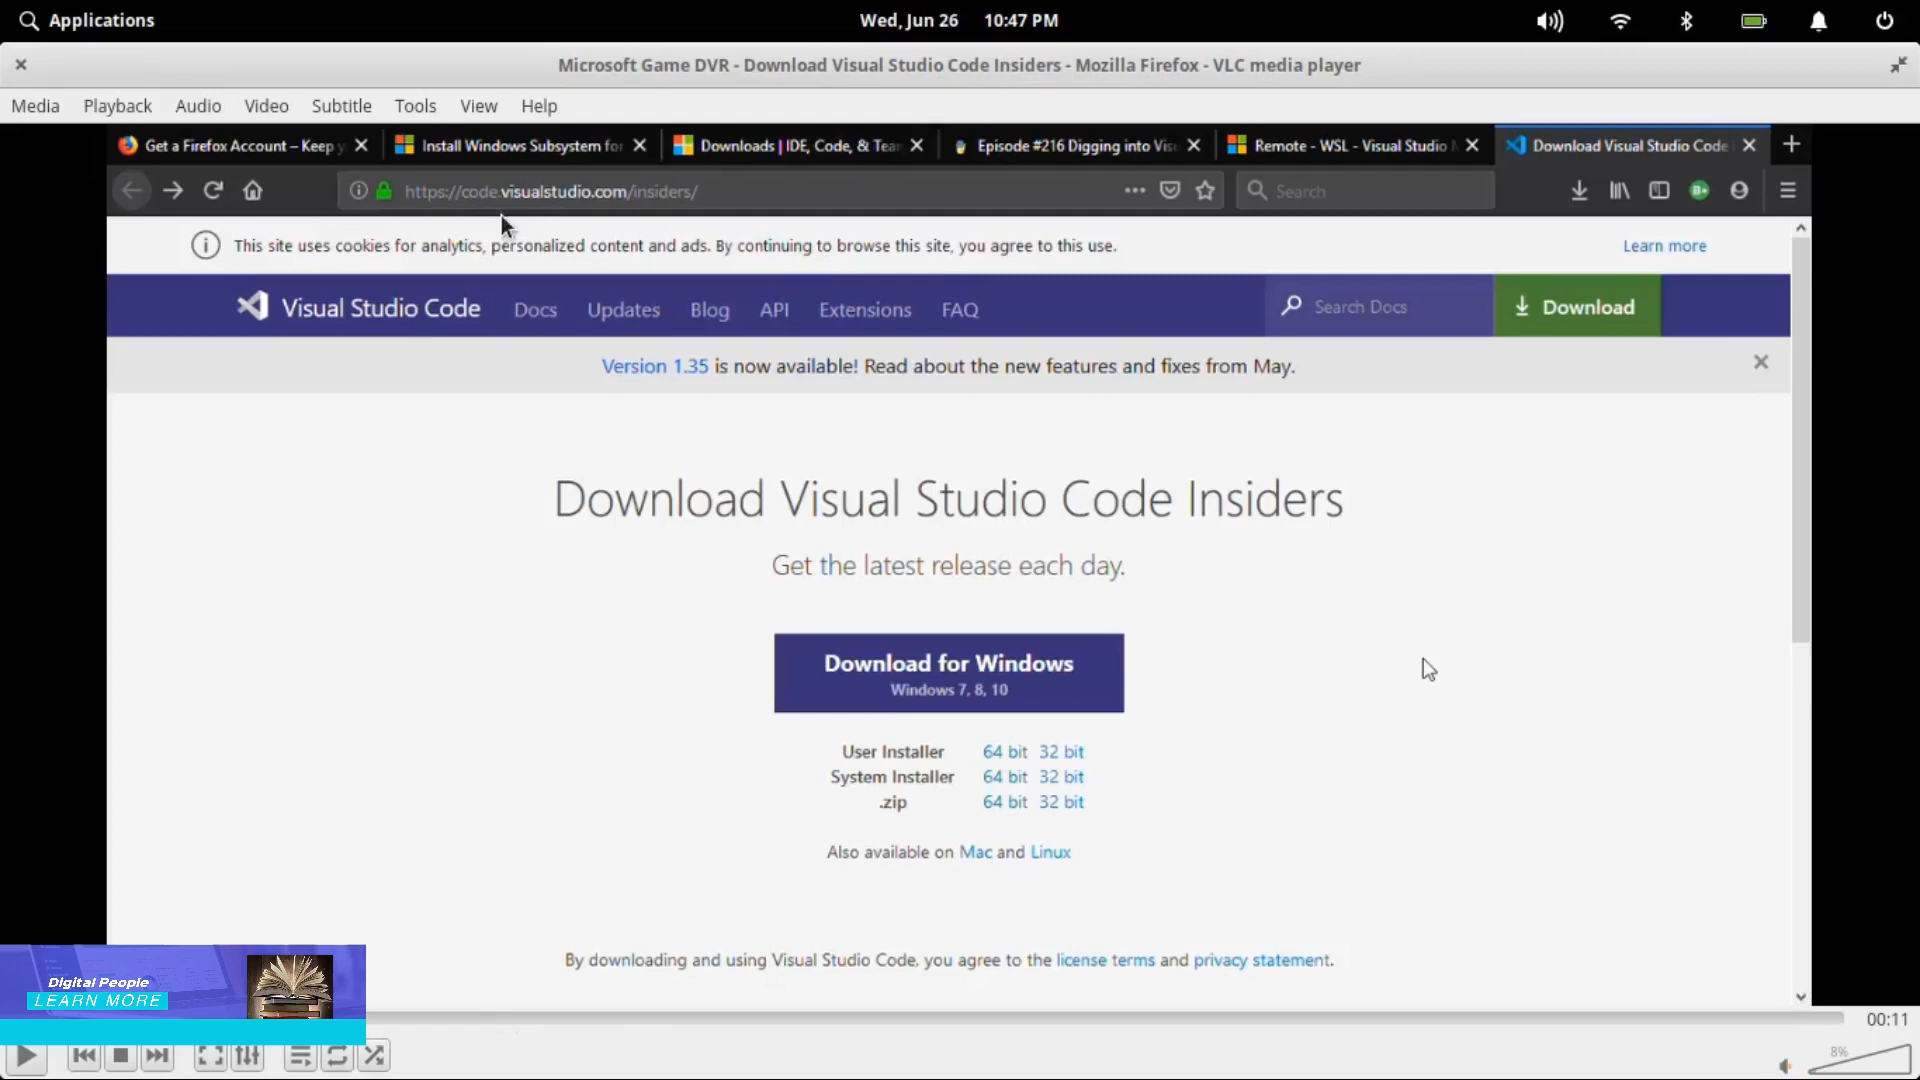 Applications
Wed, Jun 26 10:47 PM
Microsoft Game DVR - Download Visual Studio Code Insiders - Mozilla Firefox - VLC media player
Media Playback Audio Video Subtitle Tools View Help
Get a Firefox Account – Keep y
Install Windows Subsystem for
Downloads | IDE, Code, & Tea
Episode #216 Digging into Vis
Remote - WSL - Visual Studio
Download Visual Studio Code
https://code.visualstudio.com/insiders/
Search
This site uses cookies for analytics, personalized content and ads. By continuing to browse this site, you agree to this use.
Learn more
Visual Studio Code Docs Updates Blog API Extensions FAQ Search Docs Download
Version 1.35 is now available! Read about the new features and fixes from May.
Download Visual Studio Code Insiders
Get the latest release each day.
Download for Windows
Windows 7, 8, 10
User Installer 64 bit 32 bit
System Installer 64 bit 32 bit
.zip 64 bit 32 bit
Also available on Mac and Linux
By downloading and using Visual Studio Code, you agree to the license terms and privacy statement.
Digital People
LEARN MORE
00:11
8%